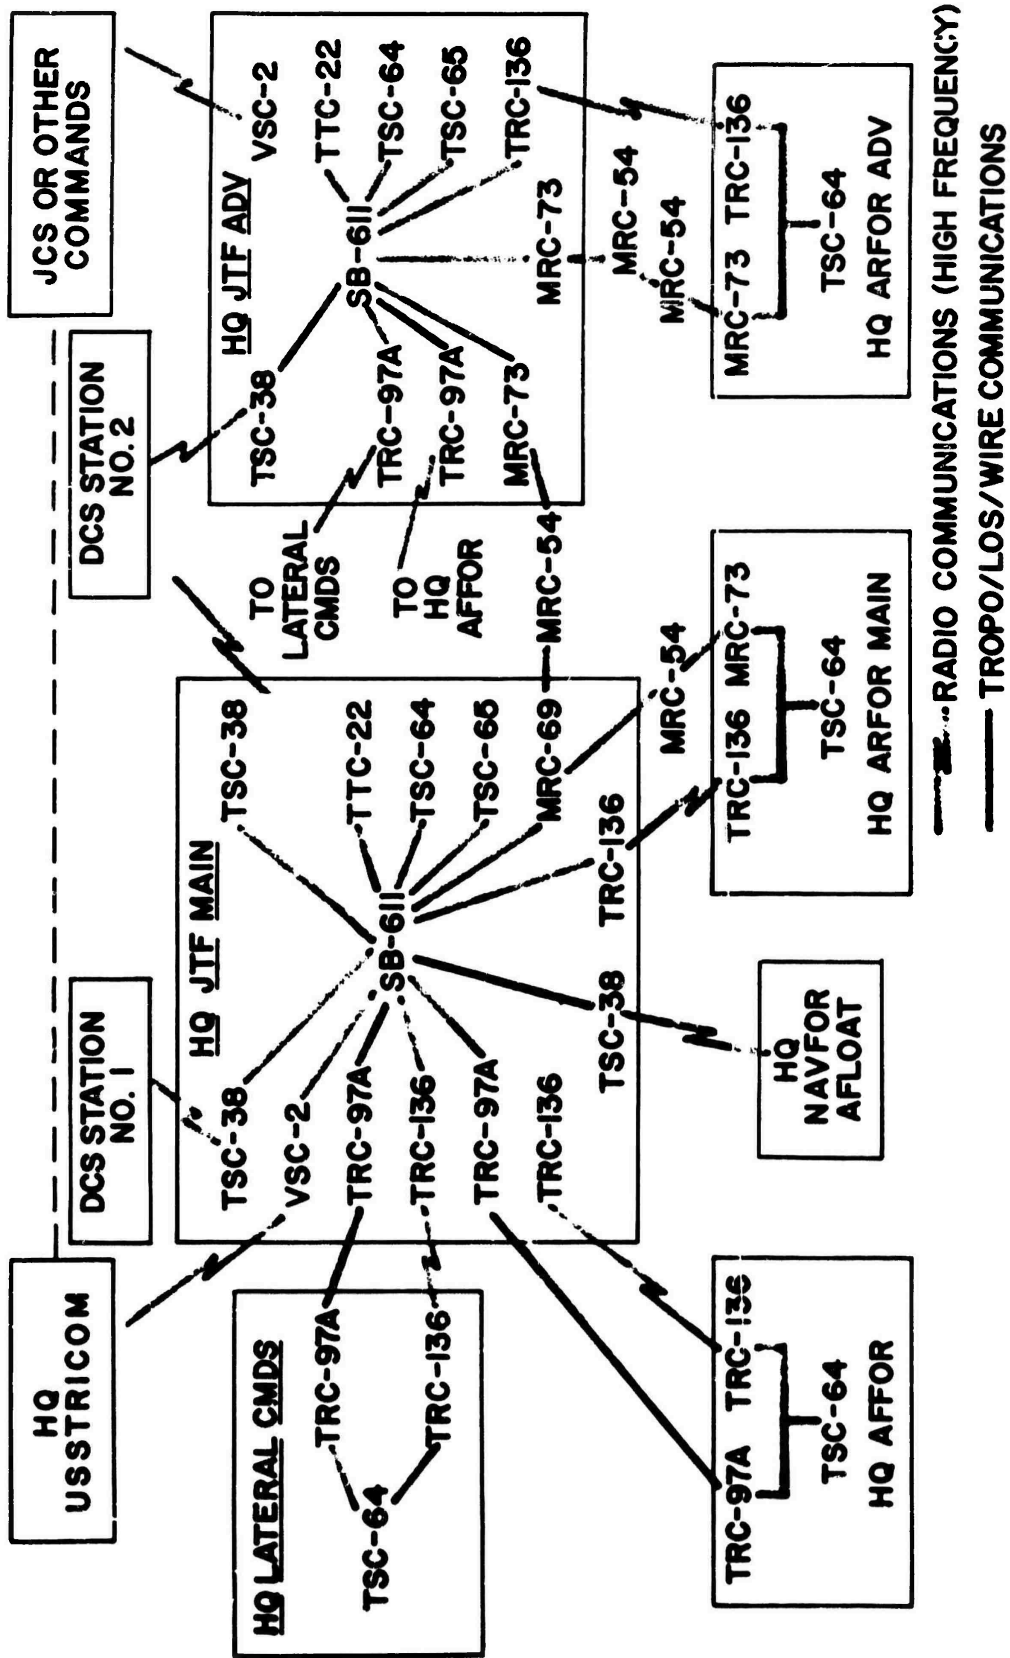 HQ
USSTRICOM
DCS STATION
NO. 1
DCS STATION
NO. 2
JCS OR OTHER
COMMANDS
HQ LATERAL CMDS
TSC-64
TRC-97A
TRC-136
HQ JTF MAIN
TSC-38
VSC-2
TRC-97A
TRC-136
TRC-97A
TRC-136
SB-611
TSC-38
TTC-22
TSC-64
TSC-65
MRC-69
TRC-136
TSC-38
TO
LATERAL
CMDS
TO
HQ
AFFOR
MRC-54
HQ JTF ADV
TSC-38
TRC-97A
TRC-97A
MRC-73
SB-611
VSC-2
TTC-22
TSC-64
TSC-65
TRC-136
MRC-73
MRC-54
MRC-54
MRC-54
TRC-97A TRC-136
TSC-64
HQ AFFOR
HQ
NAVFOR
AFLOAT
TRC-136 MRC-73
TSC-64
HQ ARFOR MAIN
MRC-73 TRC-136
TSC-64
HQ ARFOR ADV
RADIO COMMUNICATIONS (HIGH FREQUENCY)
TROPO/LOS/WIRE COMMUNICATIONS